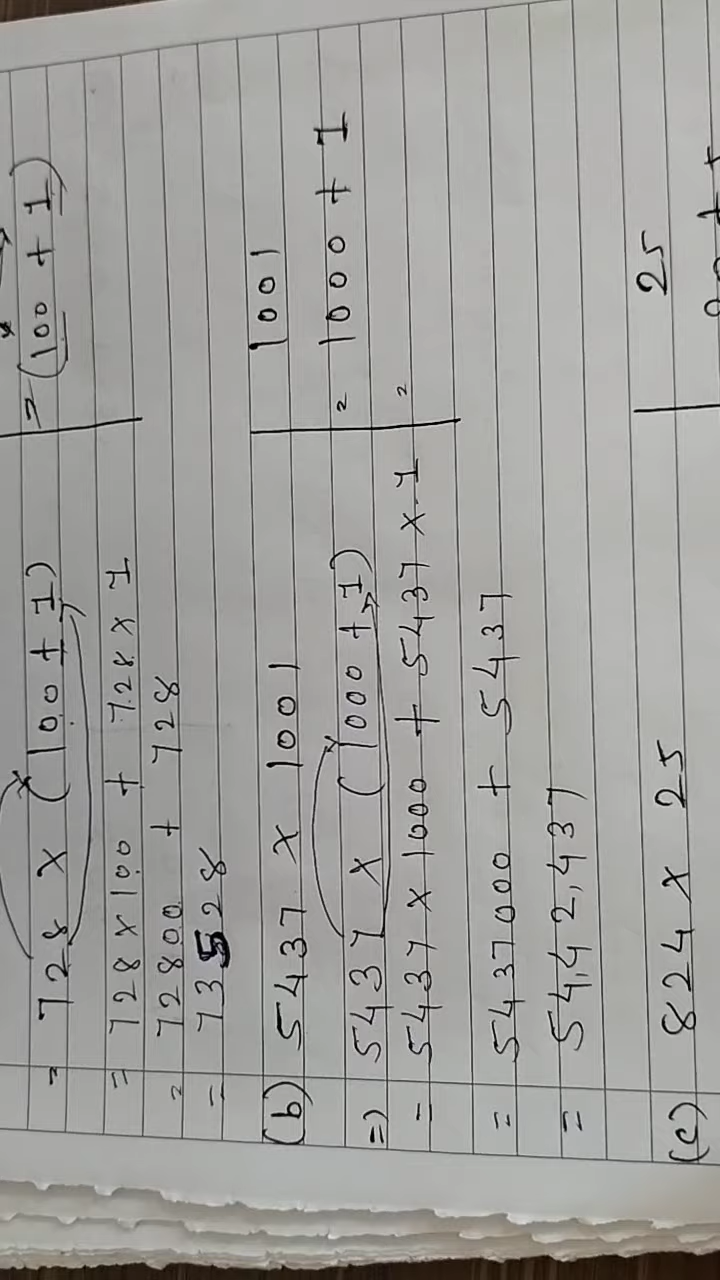 = 728 × (100 + 1) = (100 + 1)
= 728 × 100 + 728 × 1
= 72800 + 728
= 73528
(b) 5437 × 1001 1001
=) 5437 × (1000 + 1) = 1000 + 1
= 5437 × 1000 + 5437 × 1 =
= 5437000 + 5437
= 54,42,437
(c) 824 × 25 25